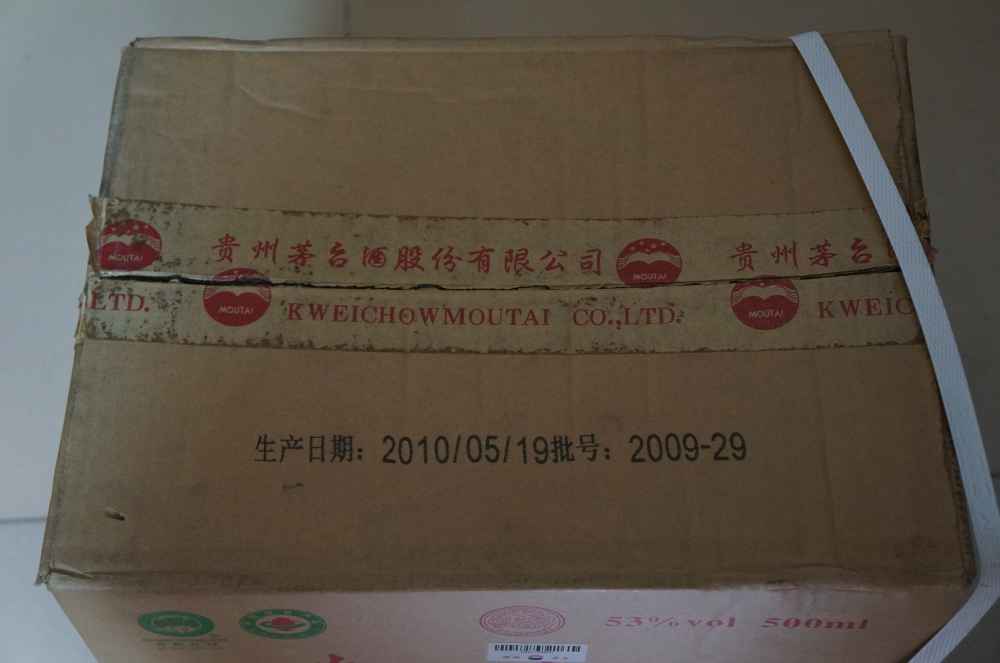 MOUTAI 贵州茅台酒股份有限公司 MOUTAI 贵州茅台
LTD. MOUTAI KWEICHOWMOUTAI CO.,LTD. MOUTAI KWEIC
生产日期：2010/05/19批号：2009-29
53%vol 500ml